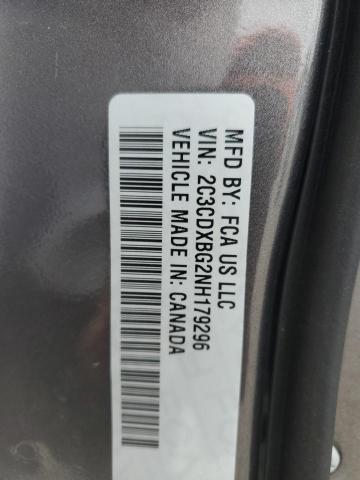 MFD BY: FCA US LLC
VIN: 2C3CDXBG2NH179296
VEHICLE MADE IN: CANADA